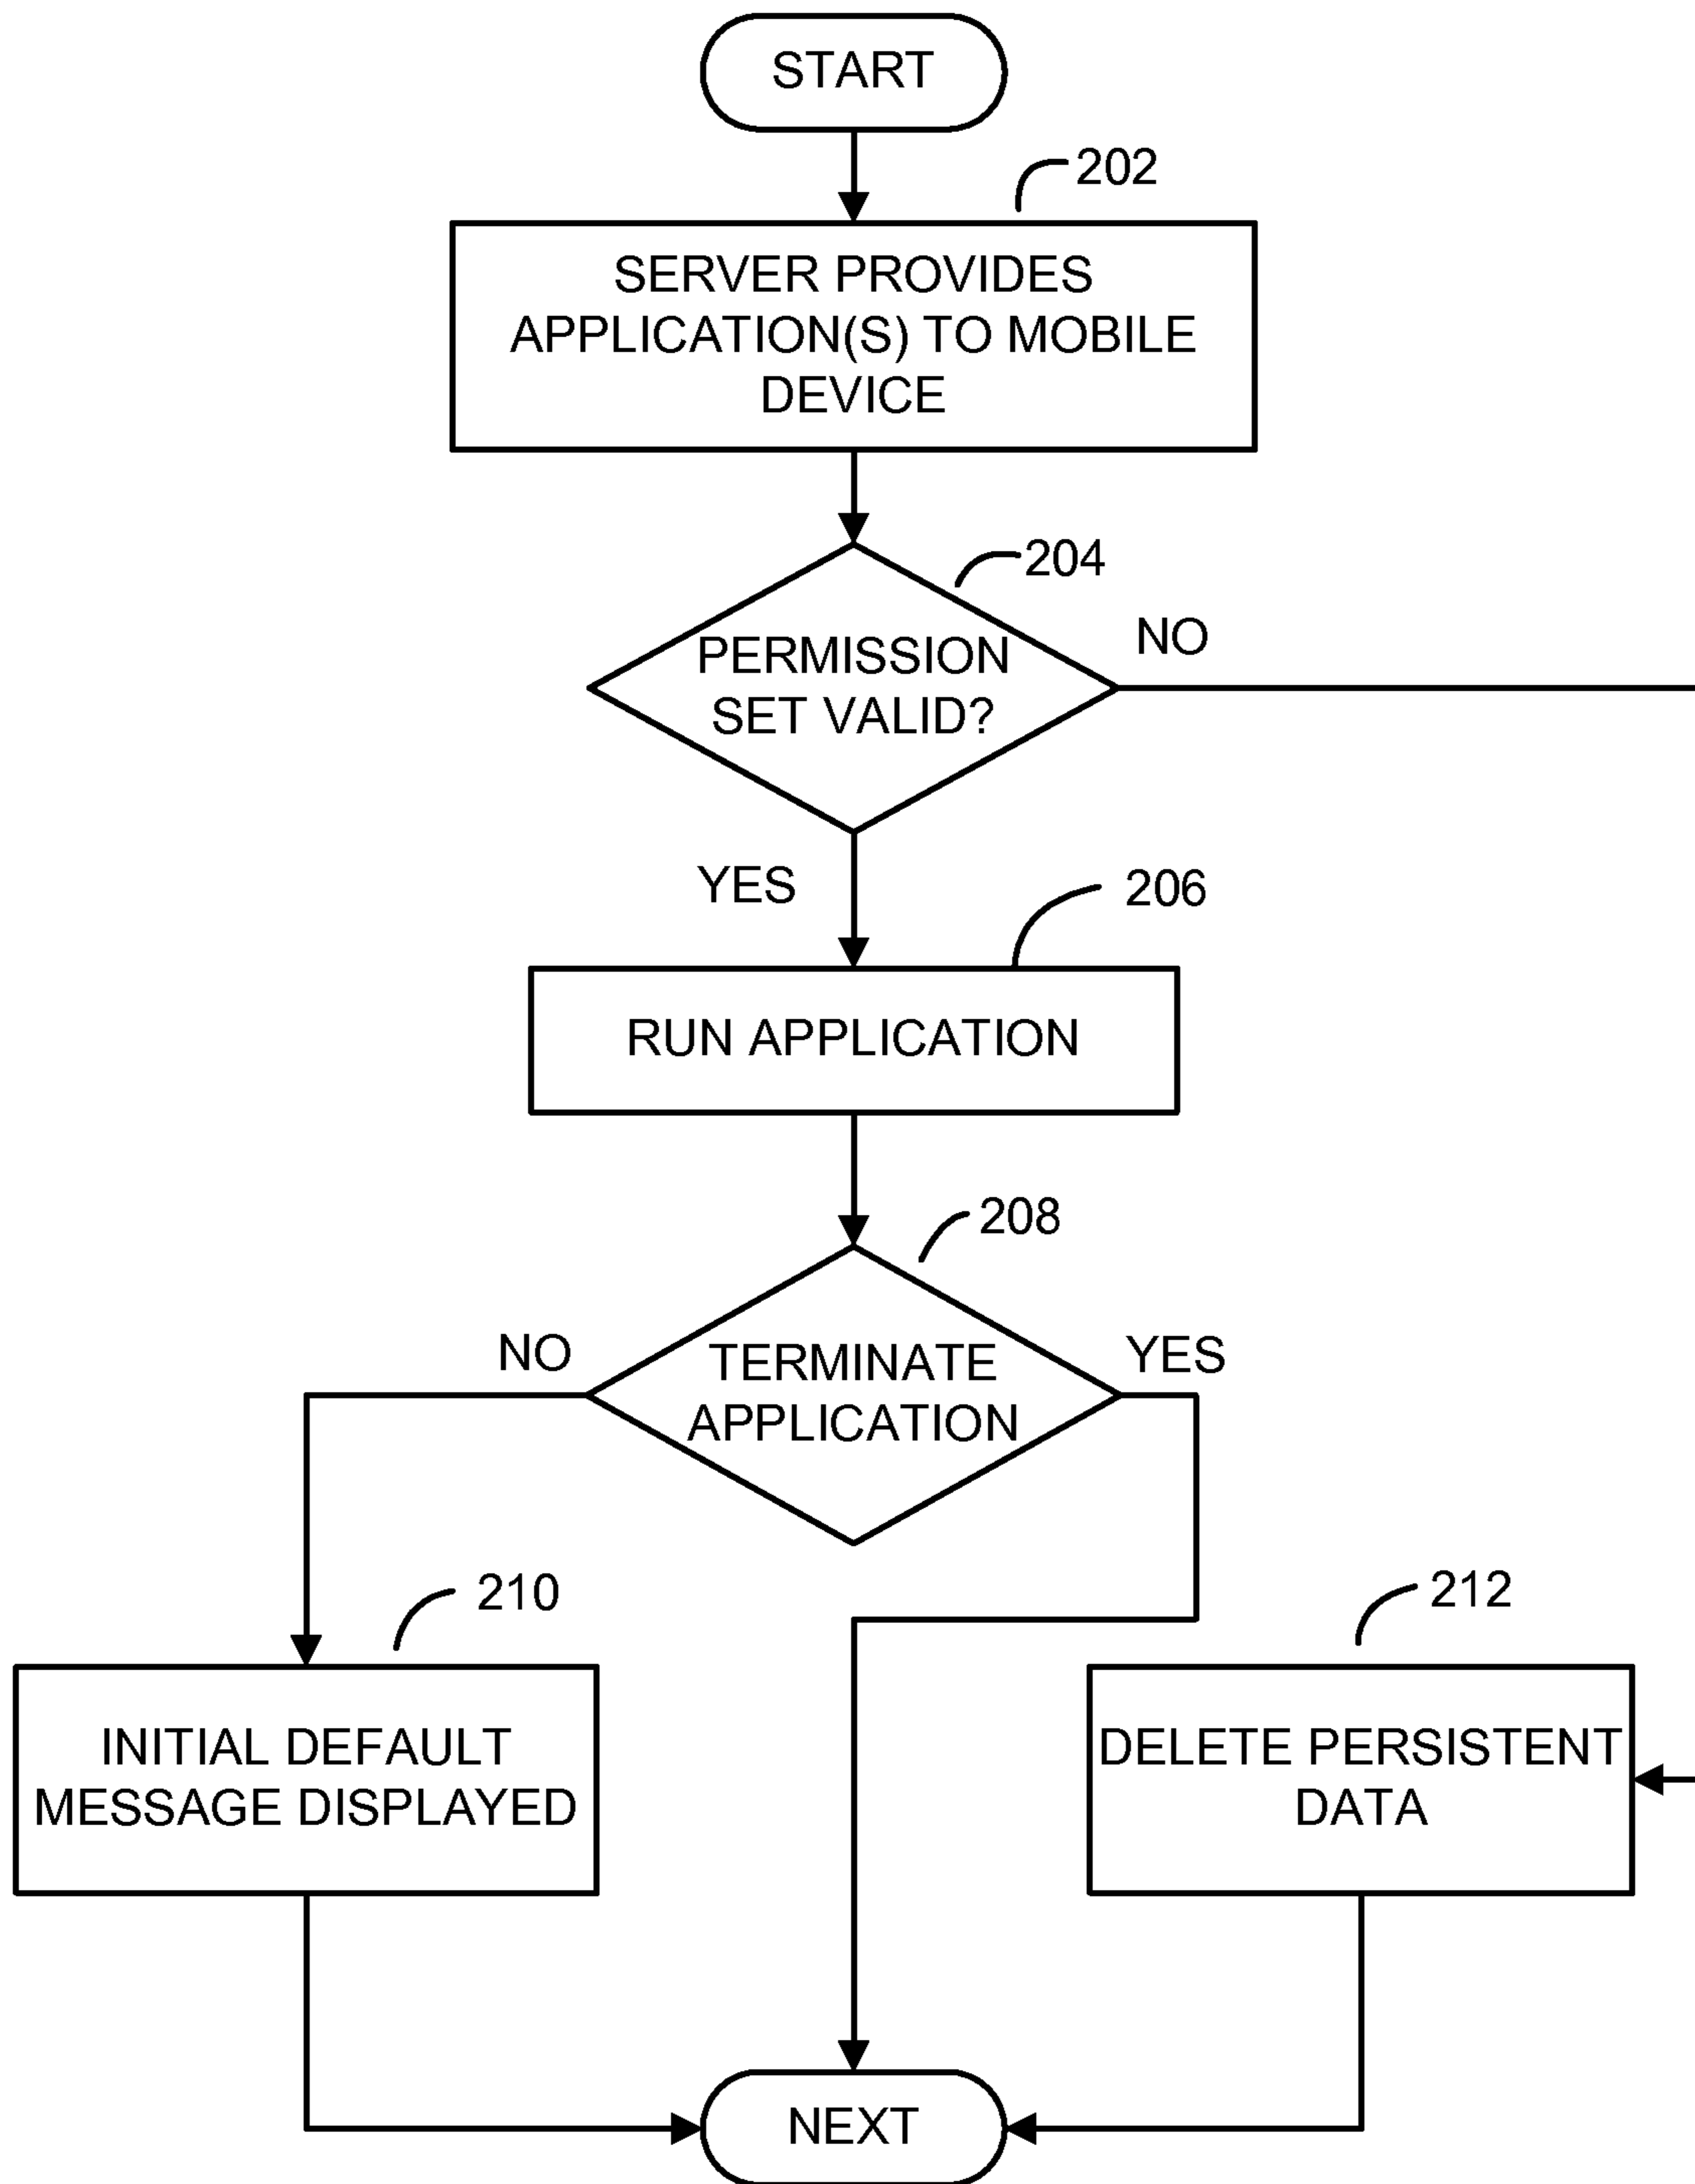 START
202
SERVER PROVIDES
APPLICATION(S) TO MOBILE
DEVICE
204
PERMISSION
SET VALID?
NO
YES
206
RUN APPLICATION
208
NO
TERMINATE
APPLICATION
YES
210
INITIAL DEFAULT
MESSAGE DISPLAYED
212
DELETE PERSISTENT
DATA
NEXT